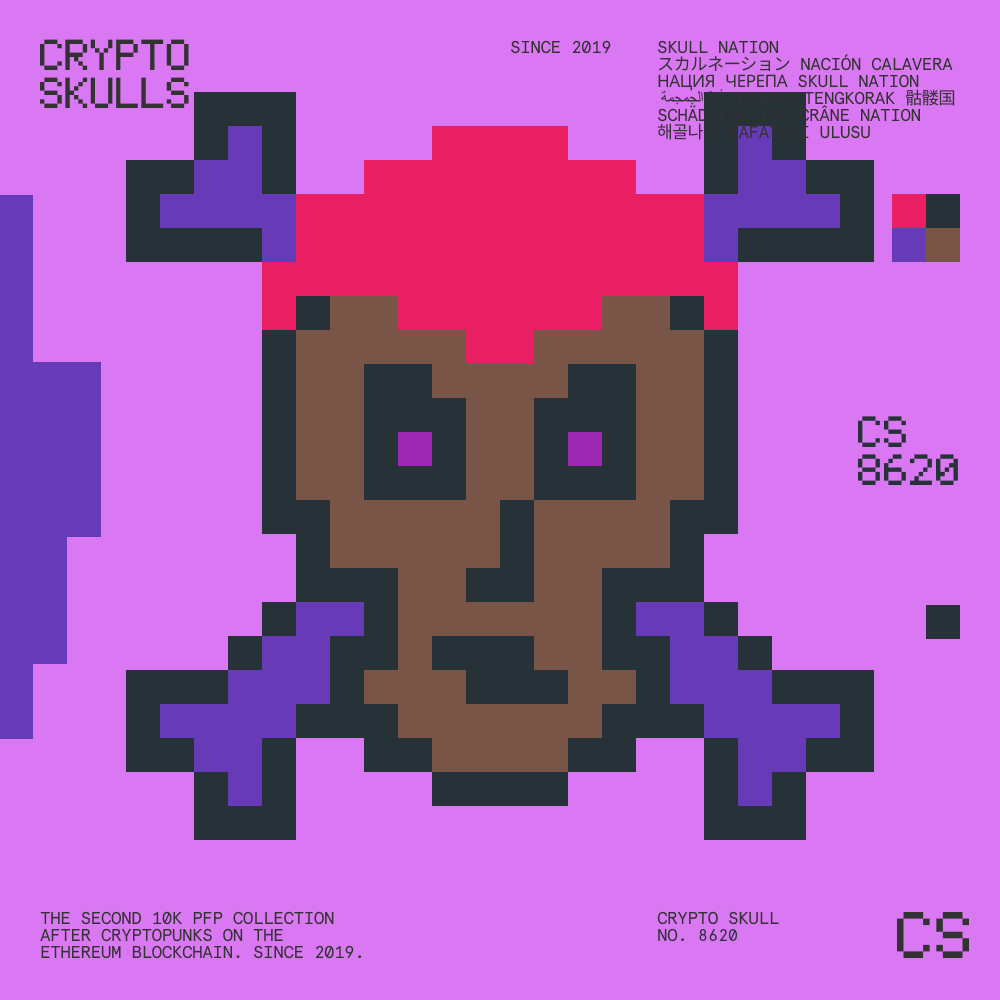 CRYPTO
SKULLS
SINCE 2019
SKULL NATION
スカルネーション NACIÓN CALAVERA
НАЦИЯ ЧЕРЕПА SKULL NATION
TENGKORAK 骷髅国
CRÂNE NATION
ULUSU
CS
8620
THE SECOND 10K PFP COLLECTION
AFTER CRYPTOPUNKS ON THE
ETHEREUM BLOCKCHAIN. SINCE 2019.
CRYPTO SKULL
NO. 8620
CS